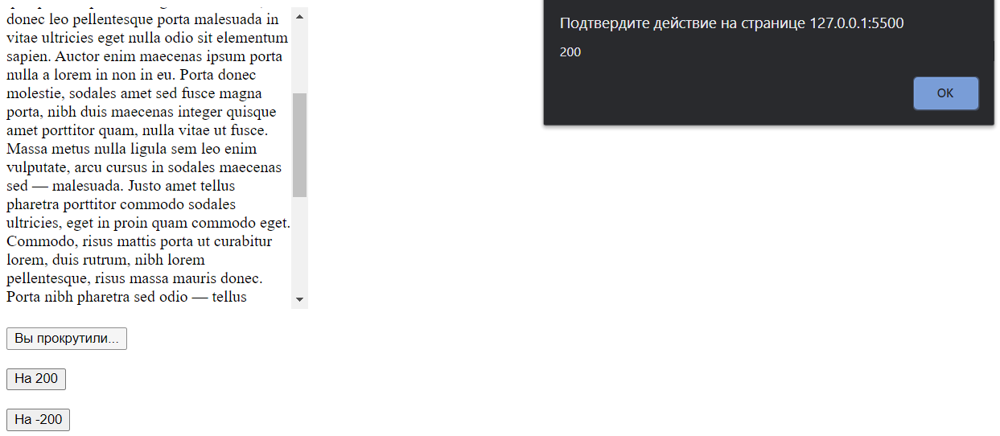 donec leo pellentesque porta malesuada in
vitae ultricies eget nulla odio sit elementum
sapien. Auctor enim maecenas ipsum porta
nulla a lorem in non in eu. Porta donec
molestie, sodales amet sed fusce magna
porta, nibh duis maecenas integer quisque
amet porttitor quam, nulla vitae ut fusce.
Massa metus nulla ligula sem leo enim
vulputate, arcu cursus in sodales maecenas
sed — malesuada. Justo amet tellus
pharetra porttitor commodo sodales
ultricies, eget in proin quam commodo eget.
Commodo, risus mattis porta ut curabitur
lorem, duis rutrum, nibh lorem
pellentesque, risus massa mauris donec.
Porta nibh pharetra sed odio — tellus
Вы прокрутили...
На 200
На -200
Подтвердите действие на странице 127.0.0.1:5500
200
ОК